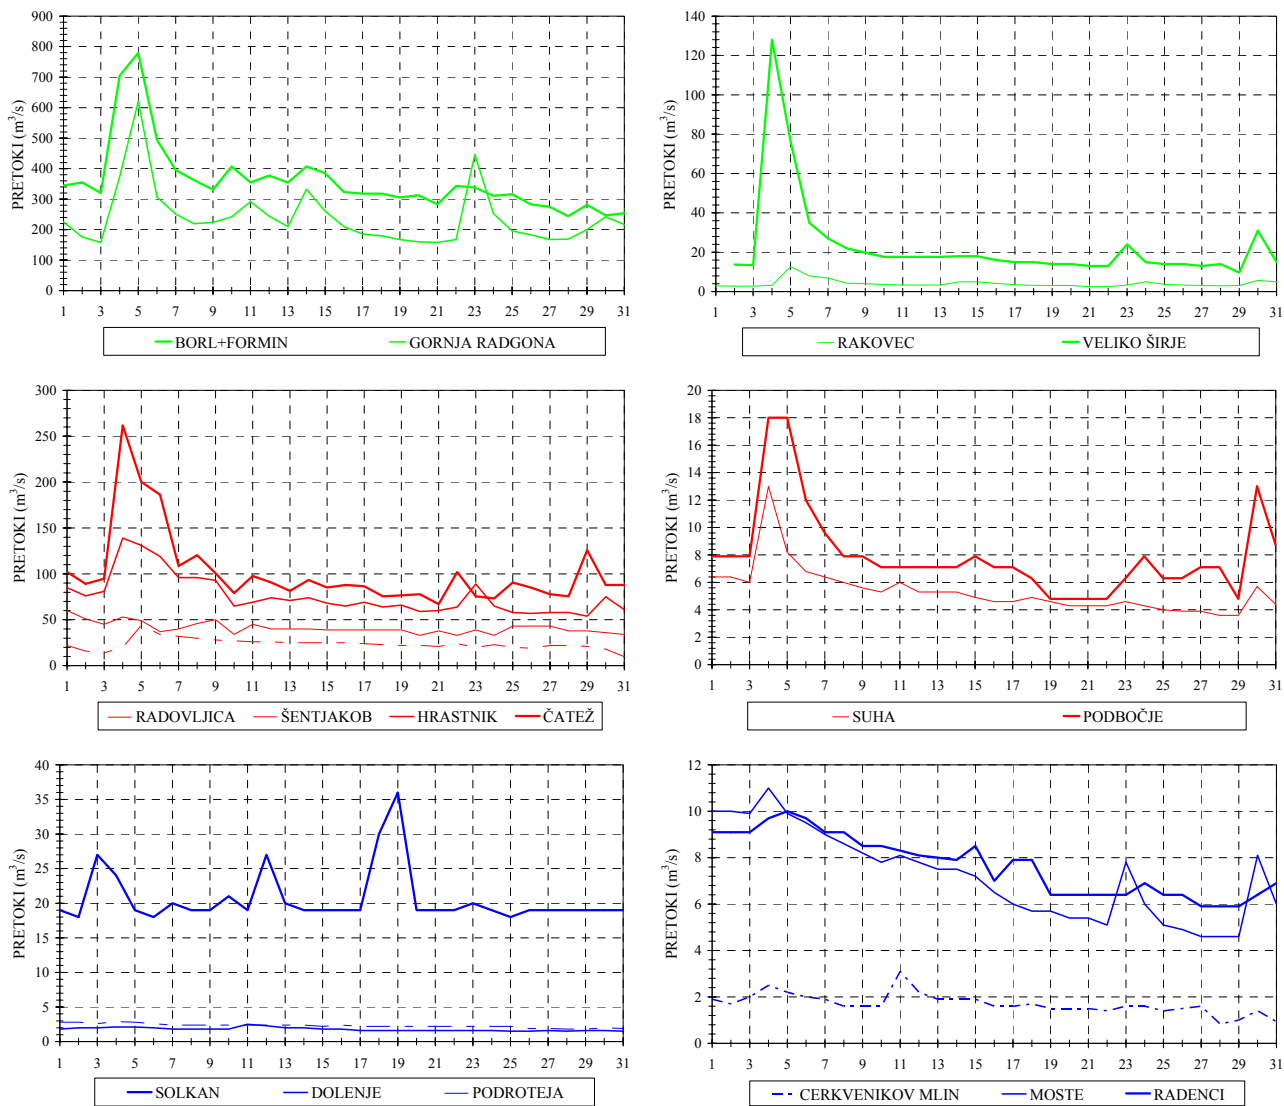 PRETOKI (m³/s)
900
800
700
600
500
400
300
200
100
0
1 3 5 7 9 11 13 15 17 19 21 23 25 27 29 31
BORL+FORMIN GORNJA RADGONA
PRETOKI (m³/s)
140
120
100
80
60
40
20
0
1 3 5 7 9 11 13 15 17 19 21 23 25 27 29 31
RAKOVEC VELIKO ŠIRJE
PRETOKI (m³/s)
300
250
200
150
100
50
0
1 3 5 7 9 11 13 15 17 19 21 23 25 27 29 31
RADOVLJICA ŠENTJAKOB HRASTNIK ČATEŽ
PRETOKI (m³/s)
20
18
16
14
12
10
8
6
4
2
0
1 3 5 7 9 11 13 15 17 19 21 23 25 27 29 31
SUHA PODBOČJE
PRETOKI (m³/s)
40
35
30
25
20
15
10
5
0
1 3 5 7 9 11 13 15 17 19 21 23 25 27 29 31
SOLKAN DOLENJE PODROTEJA
PRETOKI (m³/s)
12
10
8
6
4
2
0
1 3 5 7 9 11 13 15 17 19 21 23 25 27 29 31
CERKVENIKOV MLIN MOSTE RADENCI